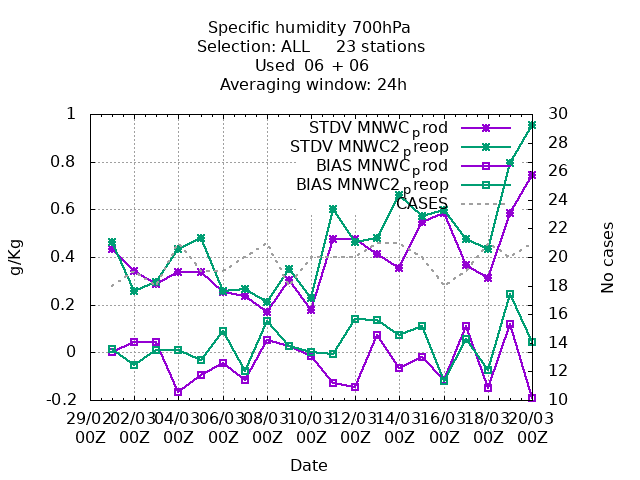 Specific humidity 700hPa
Selection: ALL 23 stations
Used 06 + 06
Averaging window: 24h
STDV MNWC_prod
STDV MNWC2_preop
BIAS MNWC_prod
BIAS MNWC2_preop
CASES
1
0.8
0.6
0.4
0.2
0
-0.2
30
28
26
24
22
20
18
16
14
12
10
g/Kg
No cases
29/02 02/03 04/03 06/03 08/03 10/03 12/03 14/03 16/03 18/03 20/03
00Z 00Z 00Z 00Z 00Z 00Z 00Z 00Z 00Z 00Z 00Z
Date